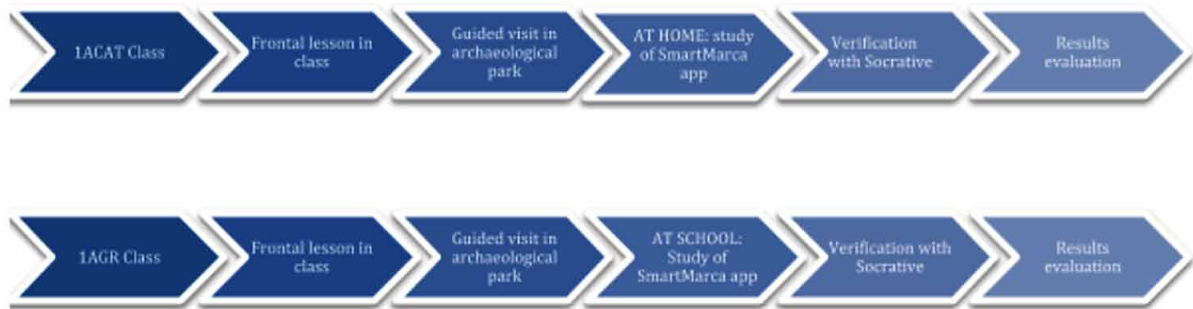 1ACAT Class
Frontal lesson in
class
Guided visit in
archaeological
park
AT HOME: study
of SmartMarca
app
Verification
with Socrative
Results
evaluation
1AGR Class
Frontal lesson in
class
Guided visit in
archaeological
park
AT SCHOOL:
Study of
SmartMarca app
Verification with
Socrative
Results
evaluation